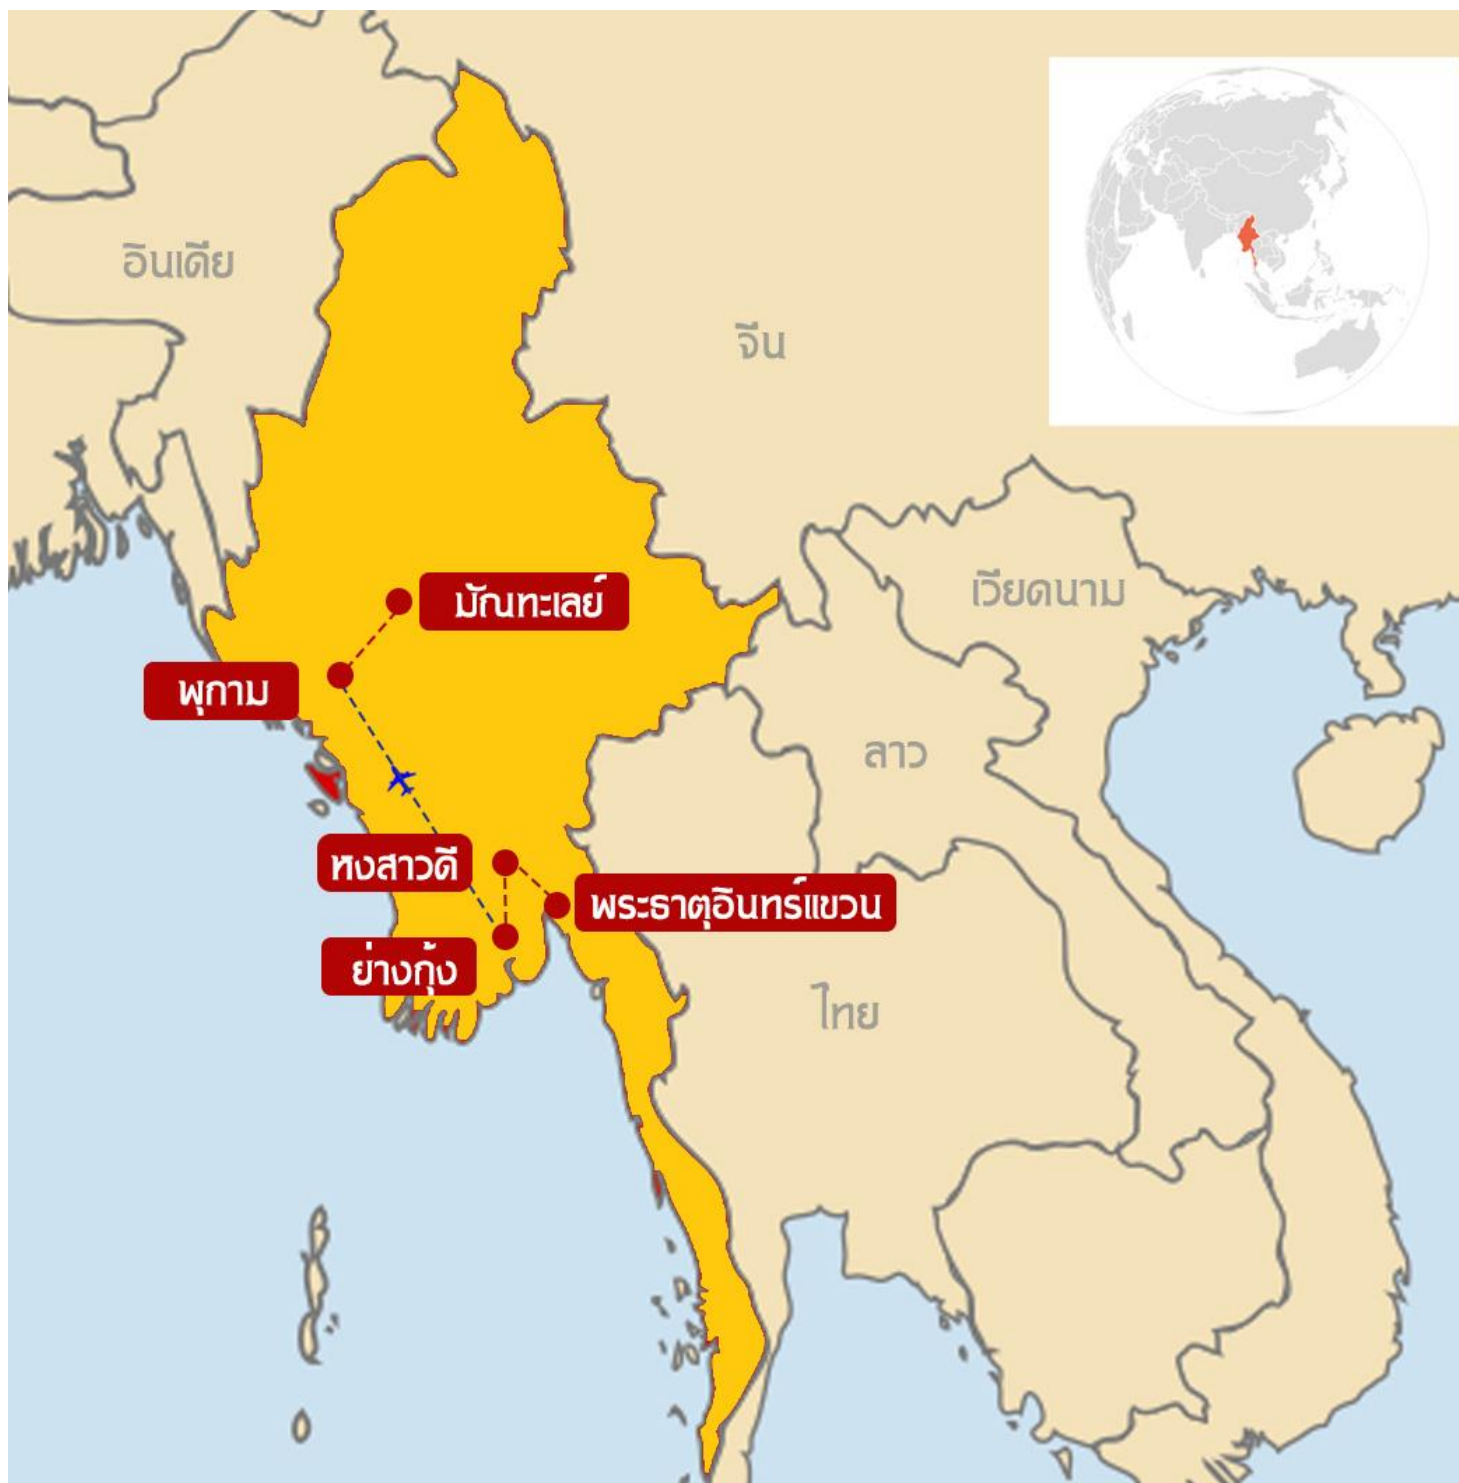 อินเดีย
จีน
มัณฑะเลย์
เวียดนาม
พุกาม
ลาว
หงสาวดี
พระธาตุอินทร์แขวน
ย่างกุ้ง
ไทย